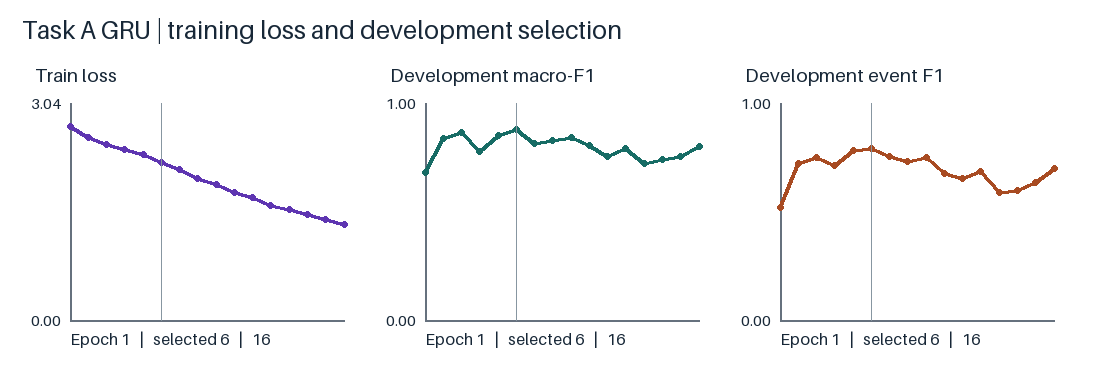 Task A GRU | training loss and development selection
Train loss
3.04
0.00
Epoch 1 | selected 6 | 16
Development macro-F1
1.00
0.00
Epoch 1 | selected 6 | 16
Development event F1
1.00
0.00
Epoch 1 | selected 6 | 16